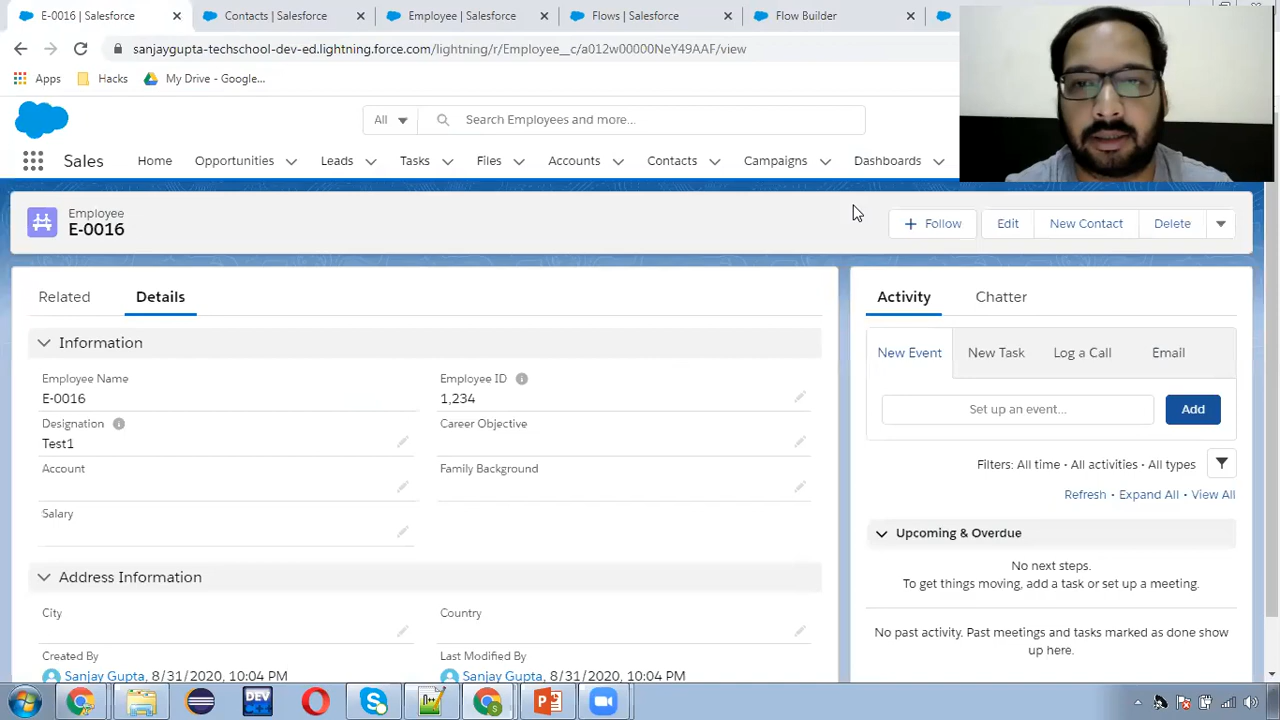 E-0016 | Salesforce
Contacts | Salesforce
Employee | Salesforce
Flows | Salesforce
Flow Builder
sanjaygupta-techschool-dev-ed.lightning.force.com/lightning/r/Employee__c/a012w00000NeY49AAF/view
Apps
Hacks
My Drive - Google...
All
Search Employees and more...
Sales
Home
Opportunities
Leads
Tasks
Files
Accounts
Contacts
Campaigns
Dashboards
Employee
E-0016
+ Follow
Edit
New Contact
Delete
Related
Details
Information
Employee Name
E-0016
Employee ID
1,234
Designation
Test1
Career Objective
Account
Family Background
Salary
Address Information
City
Country
Created By
Sanjay Gupta, 8/31/2020, 10:04 PM
Last Modified By
Sanjay Gupta, 8/31/2020, 10:04 PM
Activity
Chatter
New Event
New Task
Log a Call
Email
Set up an event...
Add
Filters: All time • All activities • All types
Refresh • Expand All • View All
Upcoming & Overdue
No next steps.
To get things moving, add a task or set up a meeting.
No past activity. Past meetings and tasks marked as done show
up here.
DEV